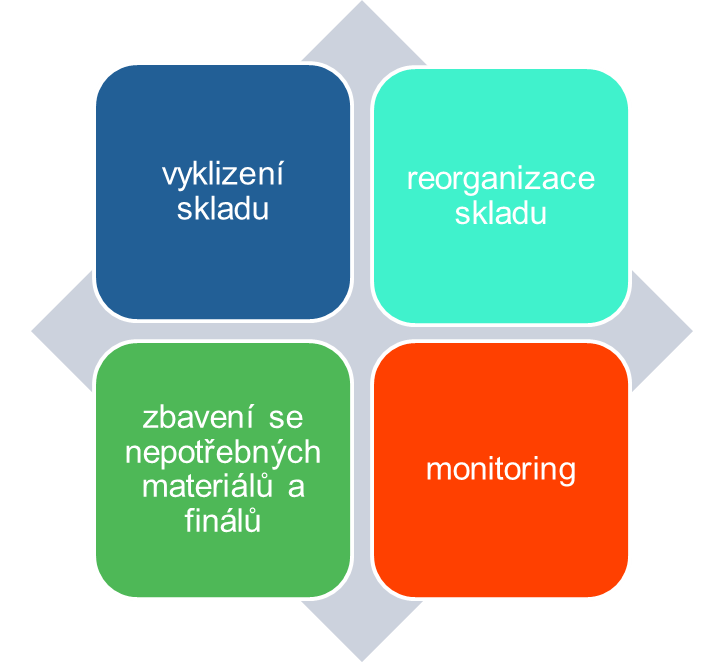 vyklizení
skladu
reorganizace
skladu
zbavení se
nepotřebných
materiálů a
finálů
monitoring